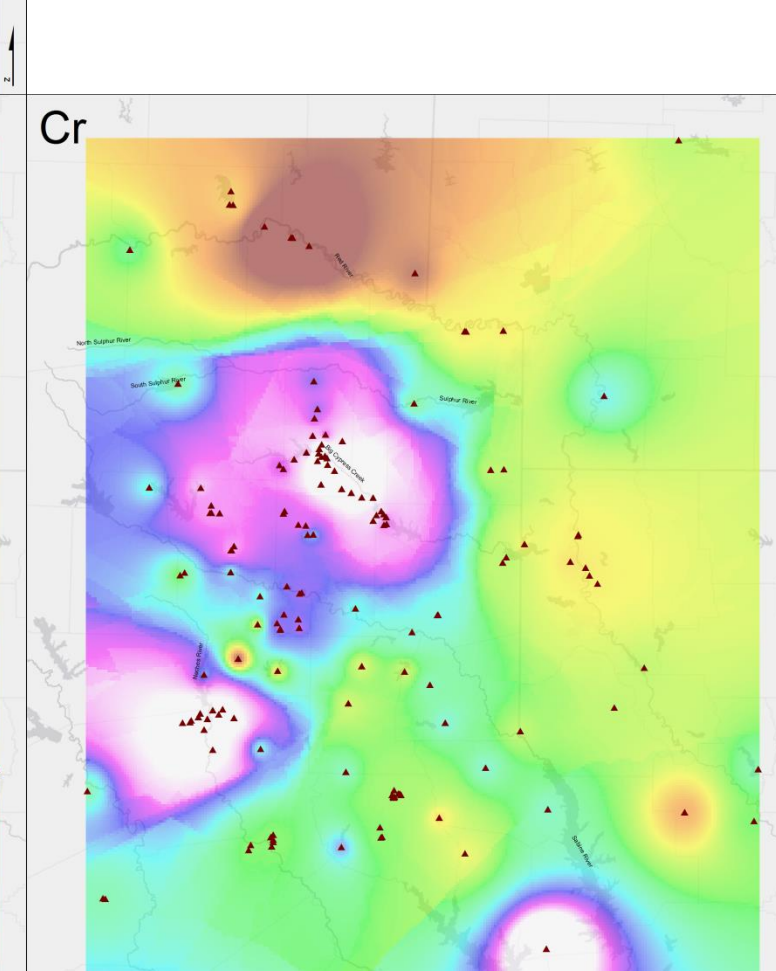 N
Cr
Red River
North Sulphur River
South Sulphur River
Sulphur River
Big Cypress Creek
Neches River
Sabine River